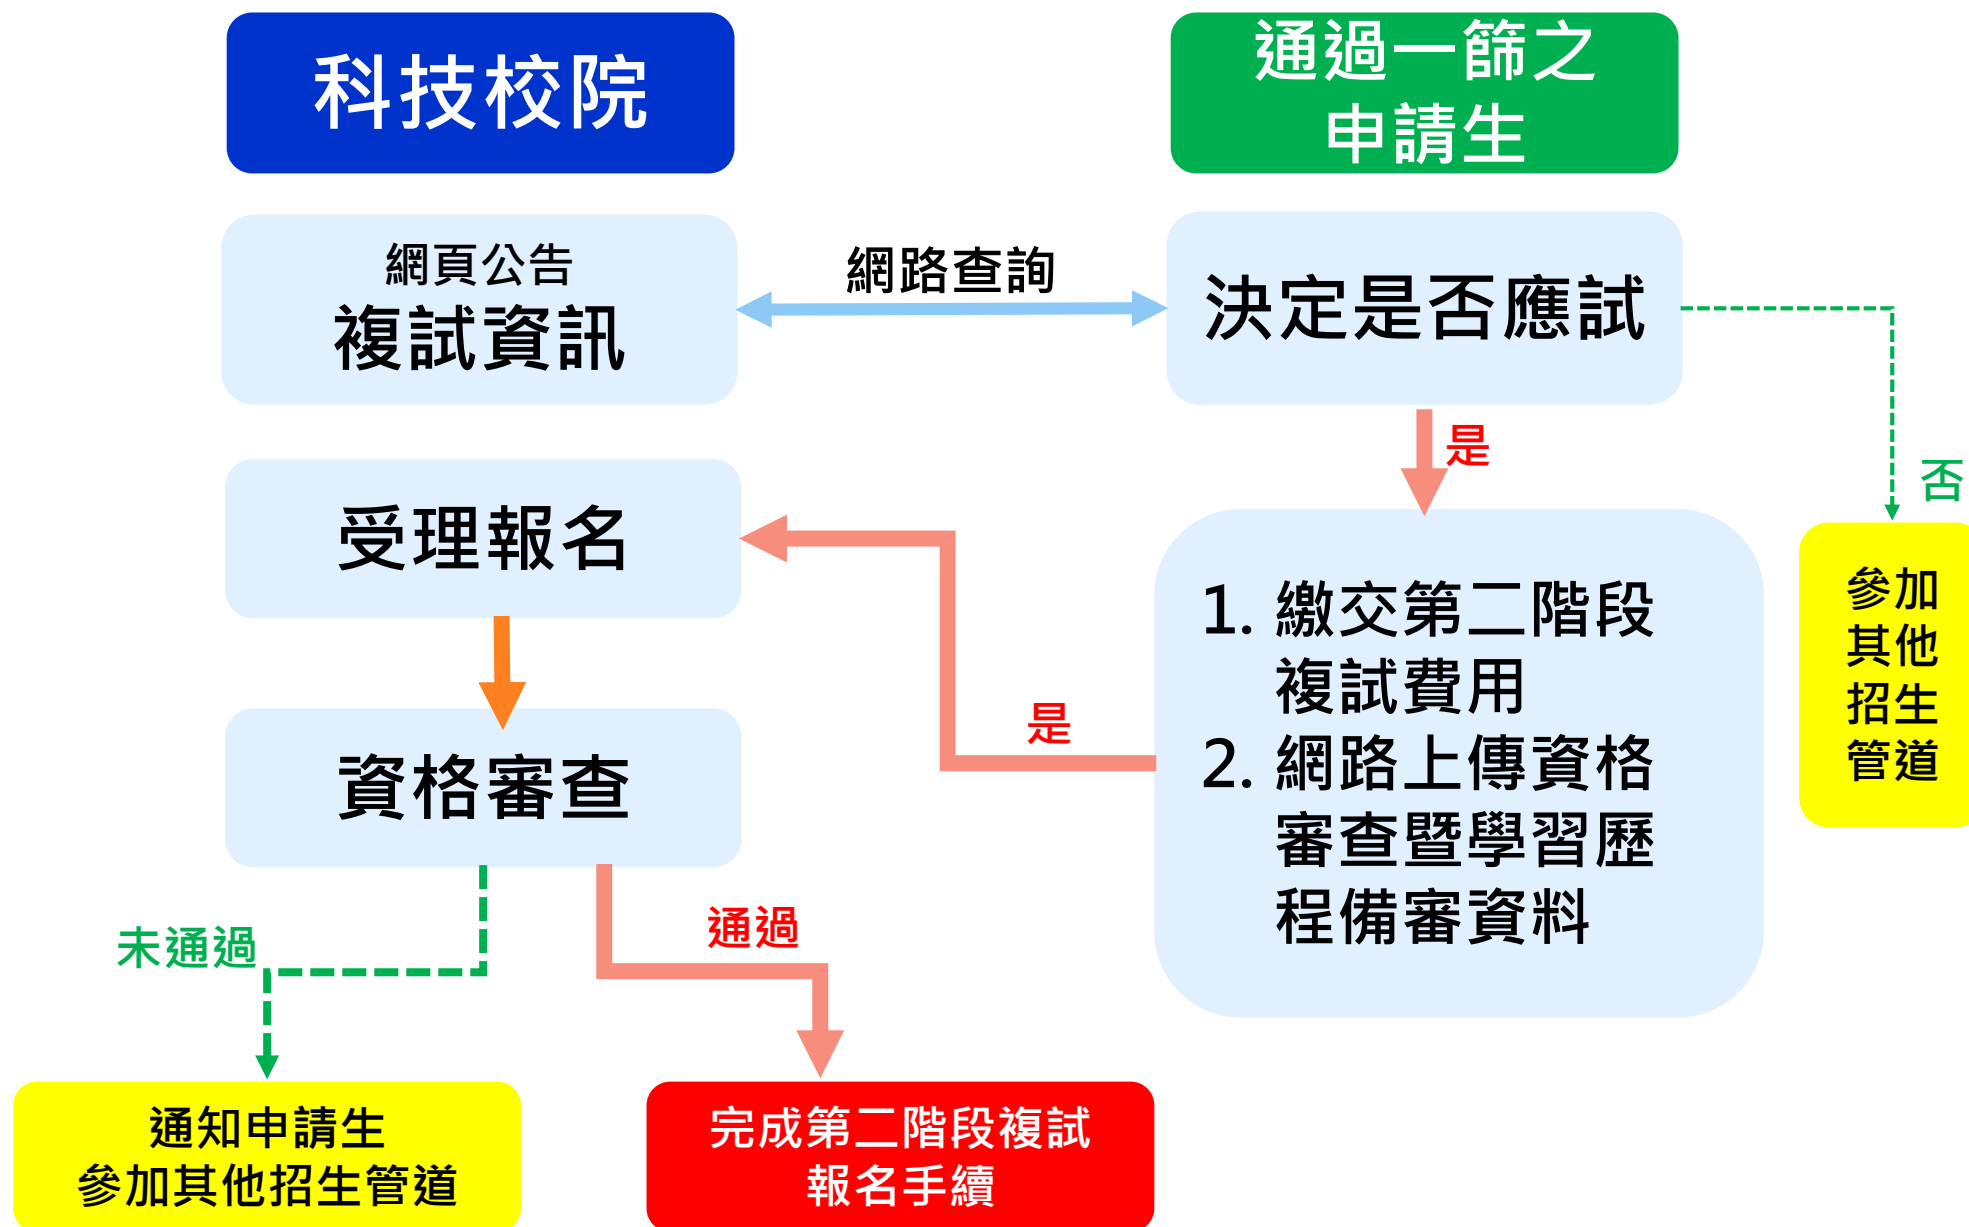 科技校院
通過一篩之
申請生
網頁公告
複試資訊
網路查詢
決定是否應試
是
否
受理報名
1. 繳交第二階段
複試費用
2. 網路上傳資格
審查暨學習歷
程備審資料
參加
其他
招生
管道
是
資格審查
未通過
通過
通知申請生
參加其他招生管道
完成第二階段複試
報名手續